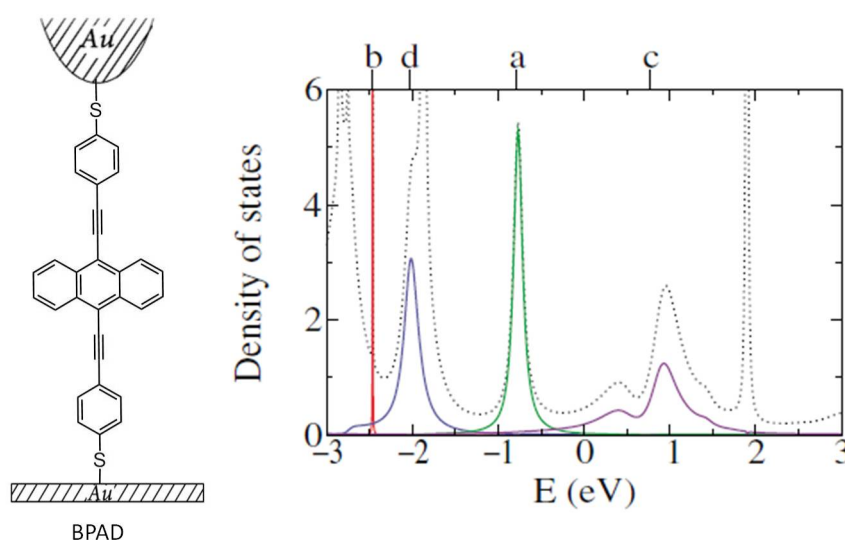 Au
S
S
Au
BPAD
b d a c
Density of states
6
4
2
0
−3 −2 −1 0 1 2 3
E (eV)